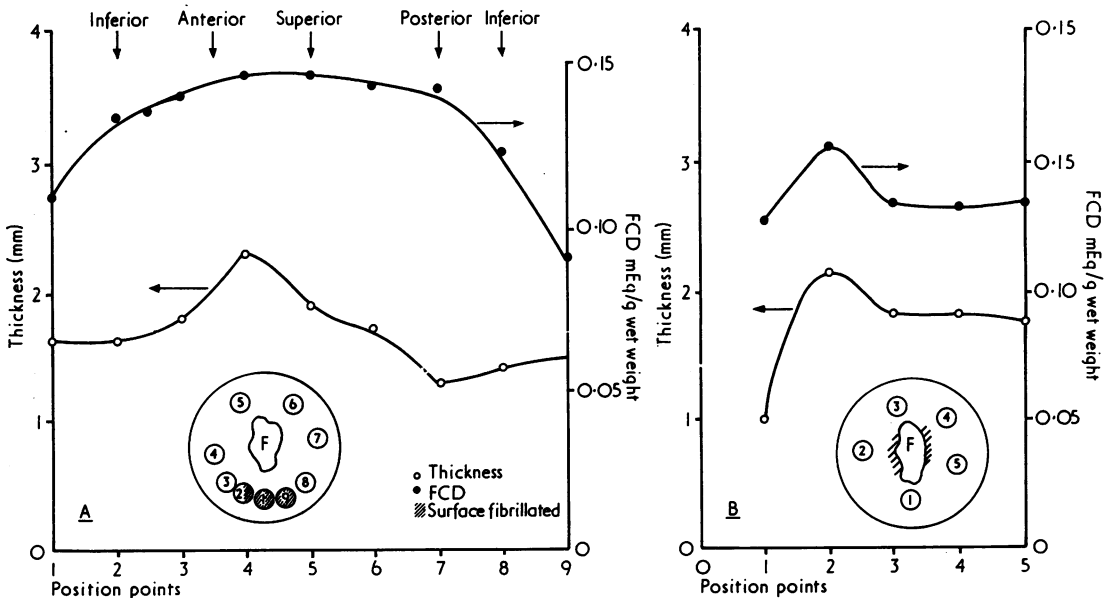 Inferior Anterior Superior Posterior Inferior
4
3
2
1
O
Thickness (mm)
O·15
O·10
O·05
O
FCD mEq/g wet weight
5 6
F
4 7
3 2 9 8
A
Thickness
FCD
Surface fibrillated
1 2 3 4 5 6 7 8 9
Position points
4
3
2
1
O
Thickness (mm)
O·15
O·15
O·10
O·05
O
FCD mEq/g wet weight
3
4
F
2
5
1
B
O 1 2 3 4 5
Position points